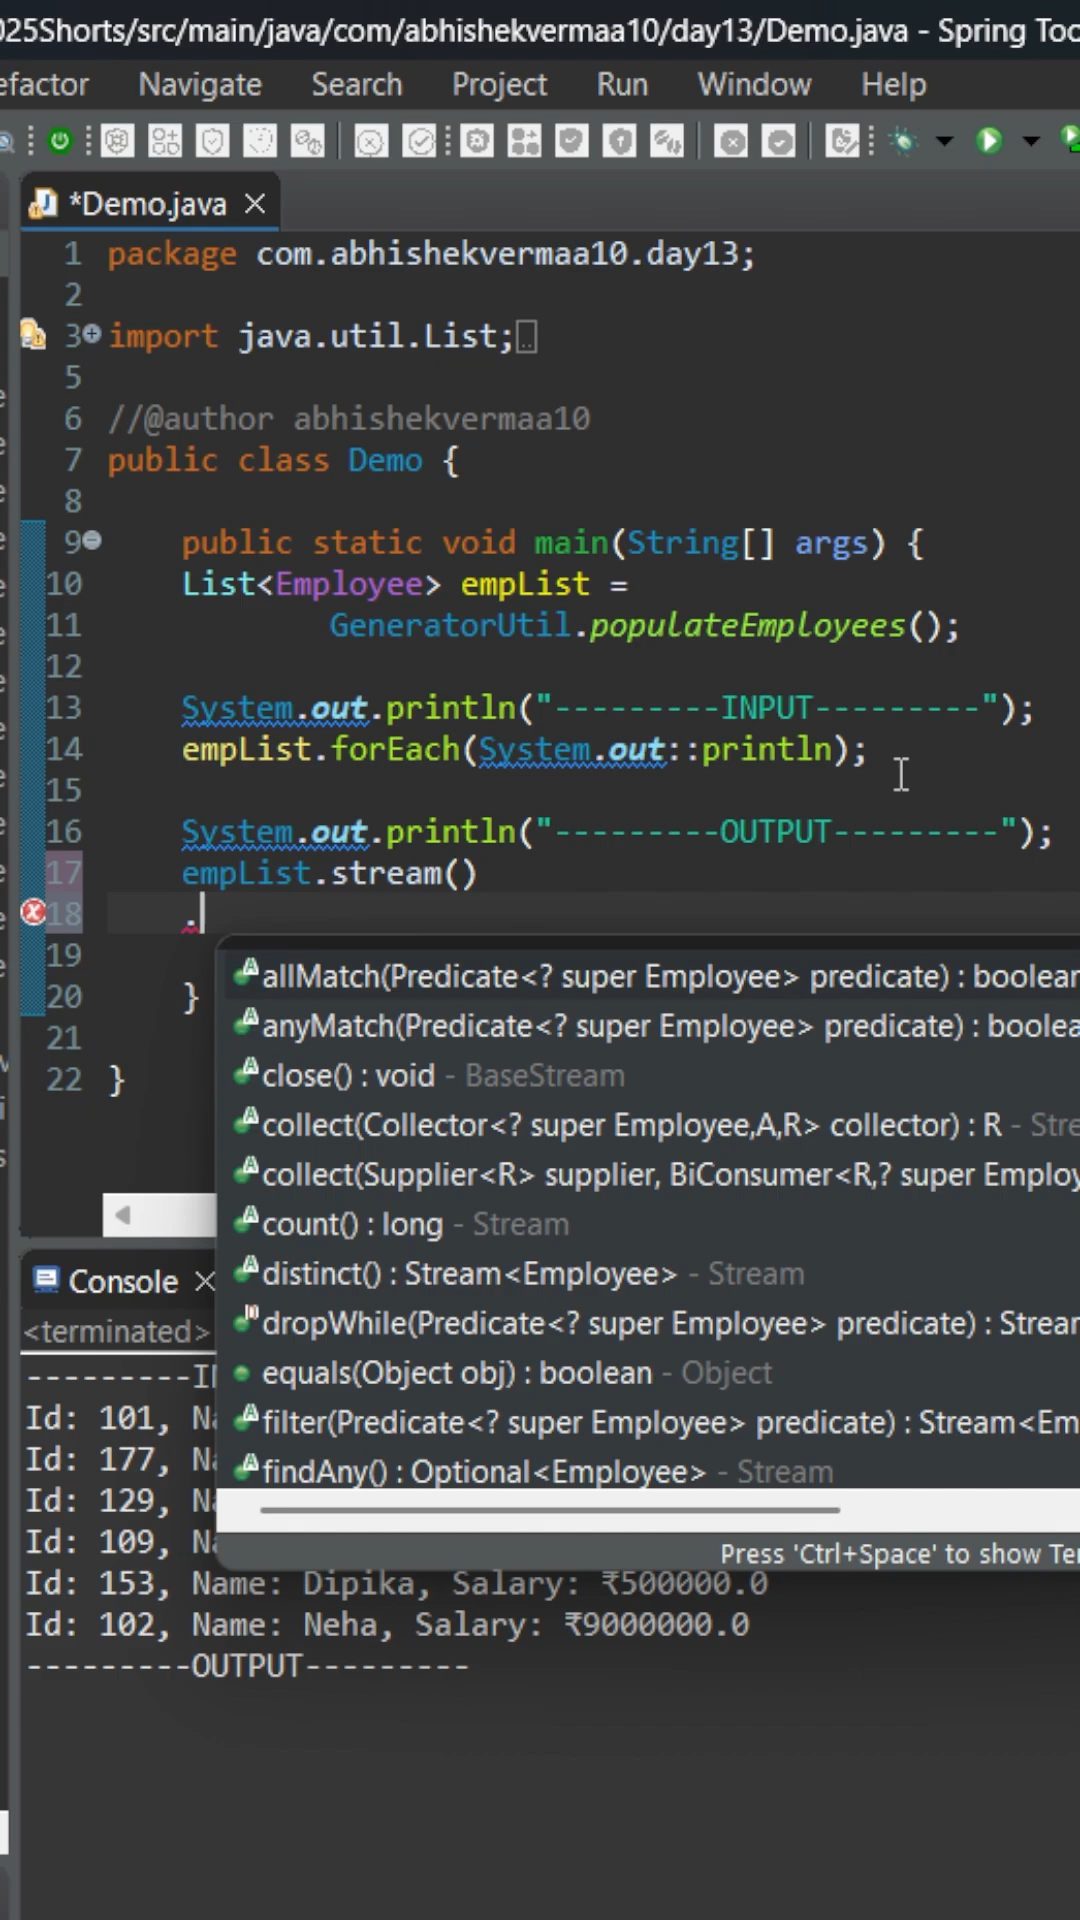 025Shorts/src/main/java/com/abhishekvermaa10/day13/Demo.java - Spring Too
efactor Navigate Search Project Run Window Help
*Demo.java
1 package com.abhishekvermaa10.day13;
2
3 import java.util.List;
5
6 //@author abhishekvermaa10
7 public class Demo {
8
9 public static void main(String[] args) {
10 List<Employee> empList =
11 GeneratorUtil.populateEmployees();
12
13 System.out.println("---------INPUT---------");
14 empList.forEach(System.out::println);
15
16 System.out.println("---------OUTPUT---------");
17 empList.stream()
18 .
19
20 }
21
22 }
allMatch(Predicate<? super Employee> predicate) : boolean
anyMatch(Predicate<? super Employee> predicate) : boolea
close() : void - BaseStream
collect(Collector<? super Employee,A,R> collector) : R - Stre
collect(Supplier<R> supplier, BiConsumer<R,? super Employ
count() : long - Stream
distinct() : Stream<Employee> - Stream
dropWhile(Predicate<? super Employee> predicate) : Stream
equals(Object obj) : boolean - Object
filter(Predicate<? super Employee> predicate) : Stream<Em
findAny() : Optional<Employee> - Stream
Press 'Ctrl+Space' to show Te
Console
<terminated>
---------I
Id: 101, Na
Id: 177, Na
Id: 129, Na
Id: 109, Na
Id: 153, Name: Dipika, Salary: ₹500000.0
Id: 102, Name: Neha, Salary: ₹9000000.0
---------OUTPUT---------